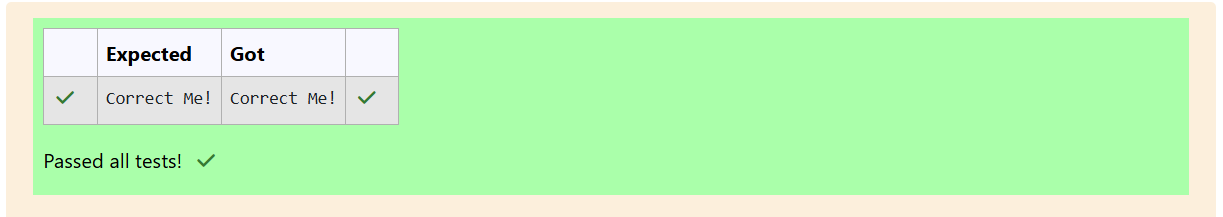 Expected Got
Correct Me! Correct Me!
Passed all tests!